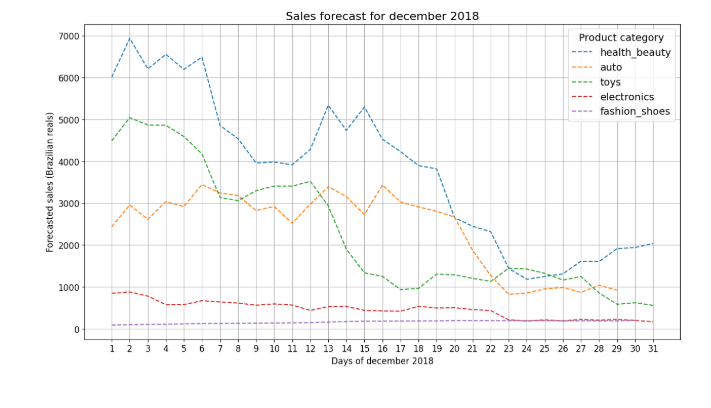 Sales forecast for december 2018
Product category
health_beauty
auto
toys
electronics
fashion_shoes
Forecasted sales (Brazilian reals)
7000
6000
5000
4000
3000
2000
1000
0
1 2 3 4 5 6 7 8 9 10 11 12 13 14 15 16 17 18 19 20 21 22 23 24 25 26 27 28 29 30 31
Days of december 2018